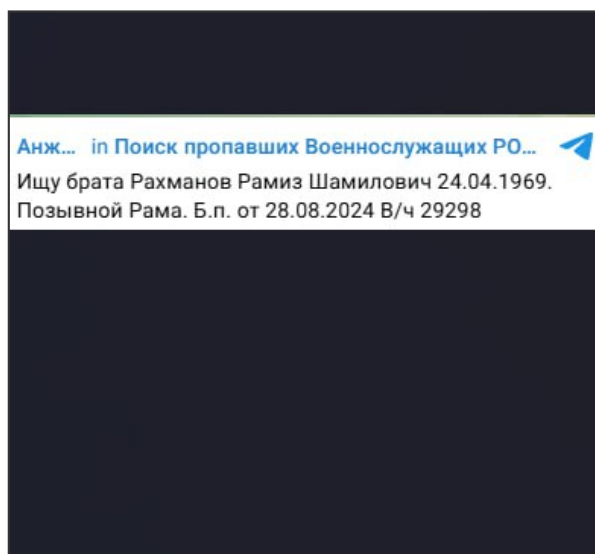 Анж... in Поиск пропавших Военнослужащих РО...
Ищу брата Рахманов Рамиз Шамилович 24.04.1969.
Позывной Рама. Б.п. от 28.08.2024 В/ч 29298